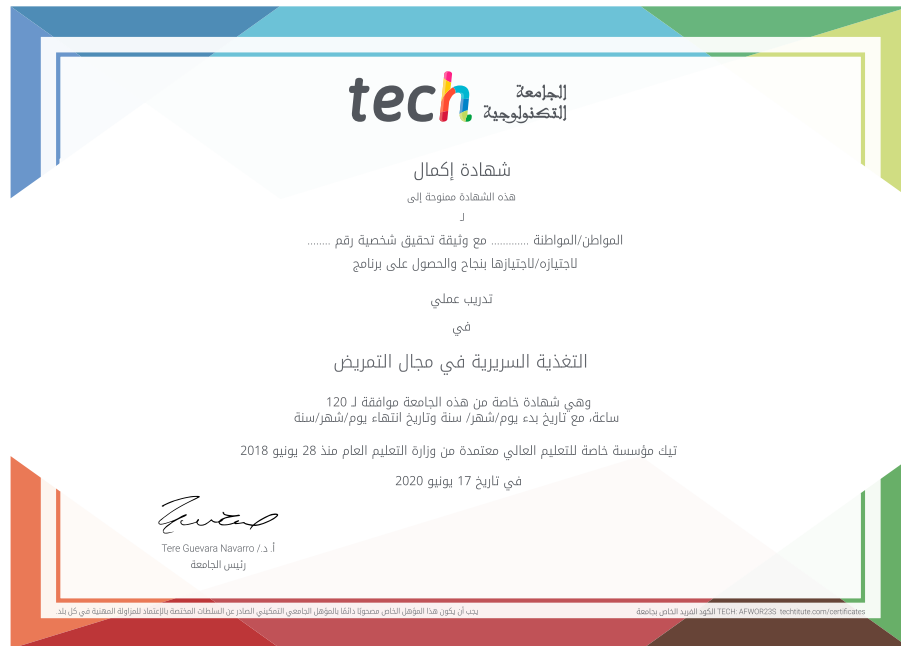 tech الجامعة
التكنولوجية
شهادة إكمال
هذه الشهادة ممنوحة إلى
لـ
المواطن/المواطنة ............ مع وثيقة تحقيق شخصية رقم ........
لاجتيازه/لاجتيازها بنجاح والحصول على برنامج
تدريب عملي
في
التغذية السريرية في مجال التمريض
وهي شهادة خاصة من هذه الجامعة موافقة لـ 120
ساعة، مع تاريخ بدء يوم/شهر/ سنة وتاريخ انتهاء يوم/شهر/سنة
تيك مؤسسة خاصة للتعليم العالي معتمدة من وزارة التعليم العام منذ 28 يونيو 2018
في تاريخ 17 يونيو 2020
أ. د./ Tere Guevara Navarro
رئيس الجامعة
يجب أن يكون هذا المؤهل الخاص مصحوبًا دائمًا بالمؤهل الجامعي التمكيني الصادر عن السلطات المختصة بالإعتماد للمزاولة المهنية في كل بلد.
الكود الفريد الخاص بجامعة TECH: AFWOR23S techtitute.com/certificates